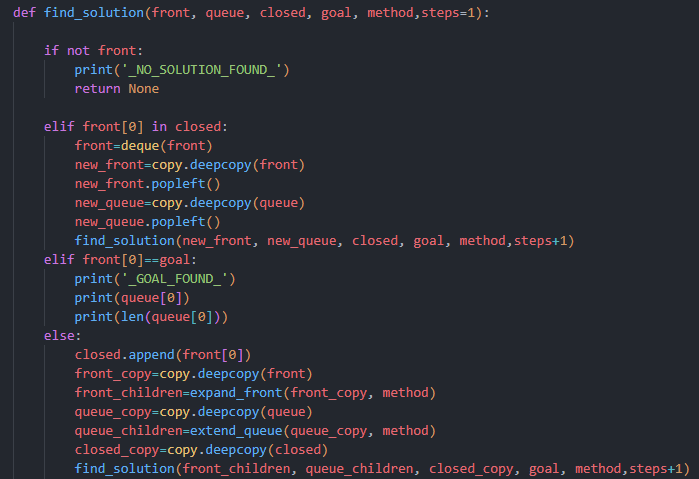 def find_solution(front, queue, closed, goal, method,steps=1):
if not front:
print('_NO_SOLUTION_FOUND_')
return None
elif front[0] in closed:
front=deque(front)
new_front=copy.deepcopy(front)
new_front.popleft()
new_queue=copy.deepcopy(queue)
new_queue.popleft()
find_solution(new_front, new_queue, closed, goal, method,steps+1)
elif front[0]==goal:
print('_GOAL_FOUND_')
print(queue[0])
print(len(queue[0]))
else:
closed.append(front[0])
front_copy=copy.deepcopy(front)
front_children=expand_front(front_copy, method)
queue_copy=copy.deepcopy(queue)
queue_children=extend_queue(queue_copy, method)
closed_copy=copy.deepcopy(closed)
find_solution(front_children, queue_children, closed_copy, goal, method,steps+1)